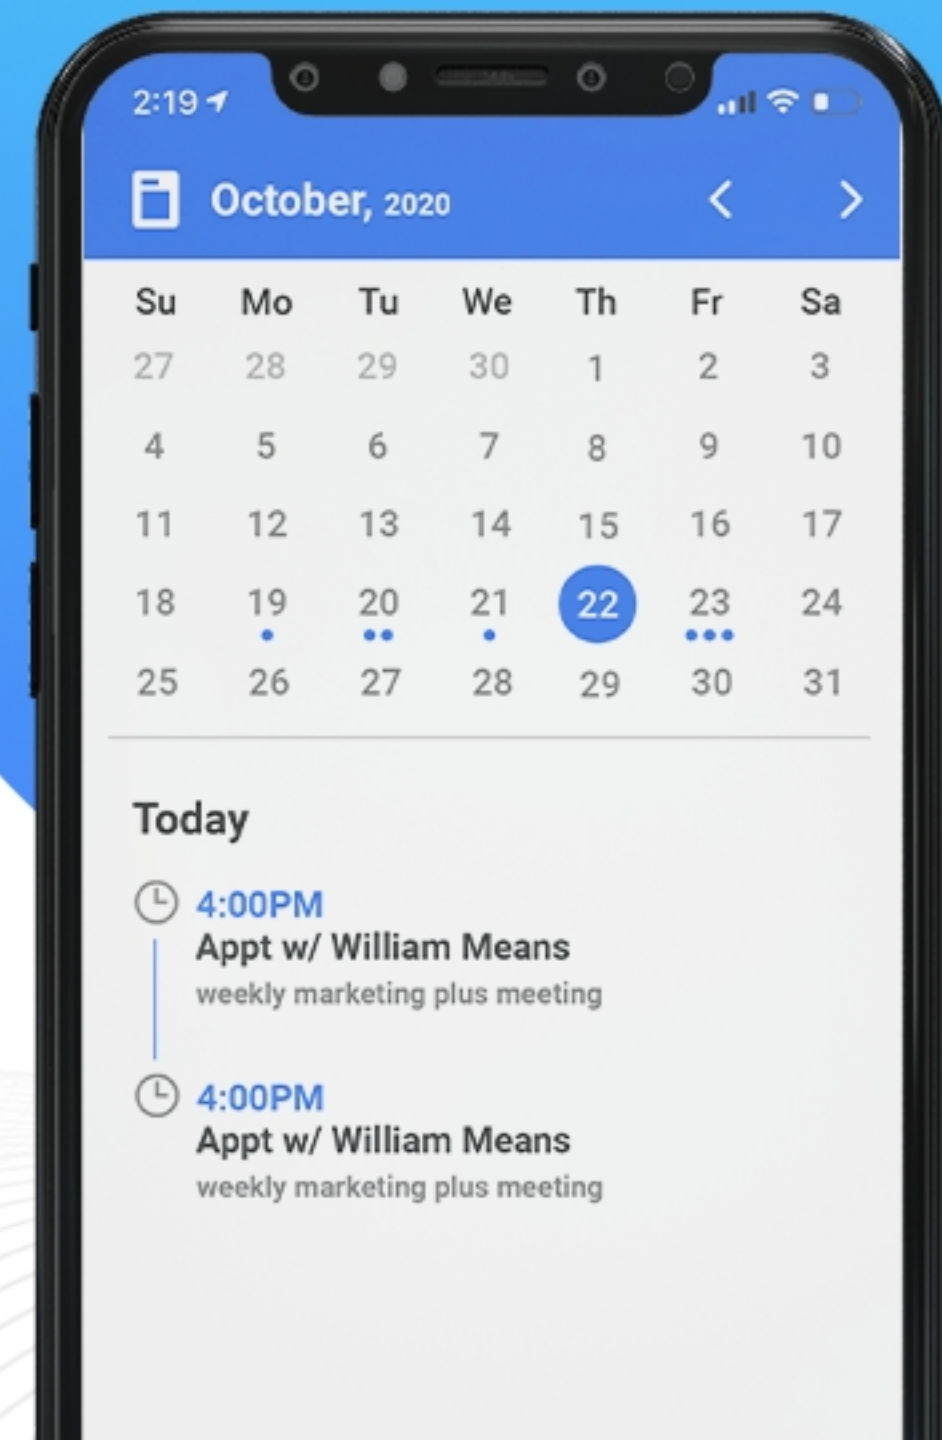 2:19
October, 2020
Su Mo Tu We Th Fr Sa
27 28 29 30 1 2 3
4 5 6 7 8 9 10
11 12 13 14 15 16 17
18 19 20 21 22 23 24
25 26 27 28 29 30 31
Today
4:00PM
Appt w/ William Means
weekly marketing plus meeting
4:00PM
Appt w/ William Means
weekly marketing plus meeting